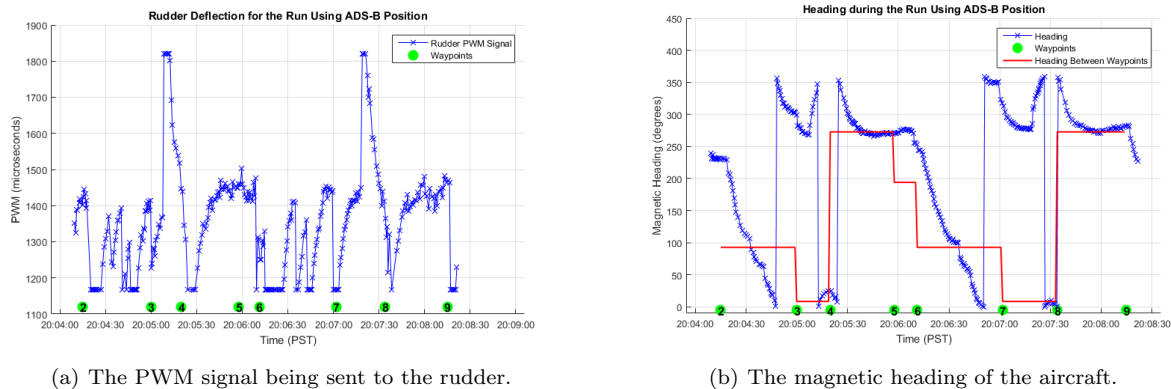 Rudder Deflection for the Run Using ADS-B Position
1900
1800
1700
1600
1500
1400
1300
1200
1100
PWM (microseconds)
Rudder PWM Signal
Waypoints
2 3 4 5 6 7 8 9
20:04:00 20:04:30 20:05:00 20:05:30 20:06:00 20:06:30 20:07:00 20:07:30 20:08:00 20:08:30 20:09:00
Time (PST)
(a) The PWM signal being sent to the rudder.
Heading during the Run Using ADS-B Position
450
400
350
300
250
200
150
100
50
0
Magnetic Heading (degrees)
Heading
Waypoints
Heading Between Waypoints
2 3 4 5 6 7 8 9
20:04:00 20:04:30 20:05:00 20:05:30 20:06:00 20:06:30 20:07:00 20:07:30 20:08:00 20:08:30
Time (PST)
(b) The magnetic heading of the aircraft.